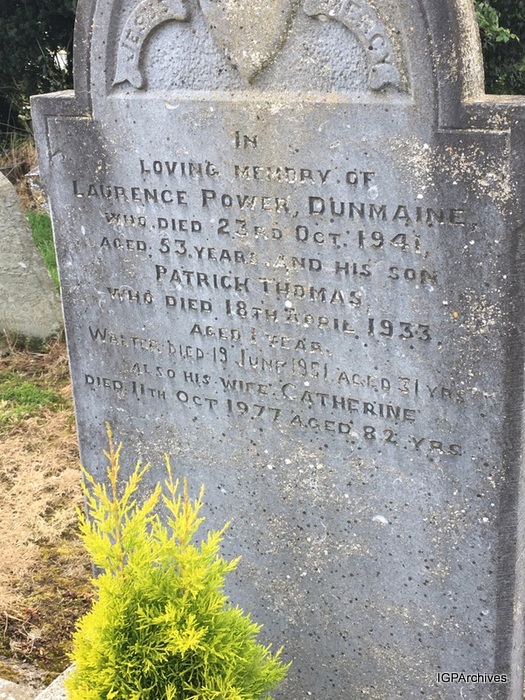 JESUS MERCY
IN
LOVING MEMORY OF
LAURENCE POWER, DUNMAINE,
WHO DIED 23RD OCT. 1941,
AGED 53 YEARS. AND HIS SON
PATRICK THOMAS,
WHO DIED 18TH APRIL 1933.
AGED 1 YEAR.
WALTER DIED 19 JUNE 1951 AGED 31 YRS
ALSO HIS WIFE CATHERINE
DIED 11TH OCT 1977 AGED 82 YRS
IGPArchives